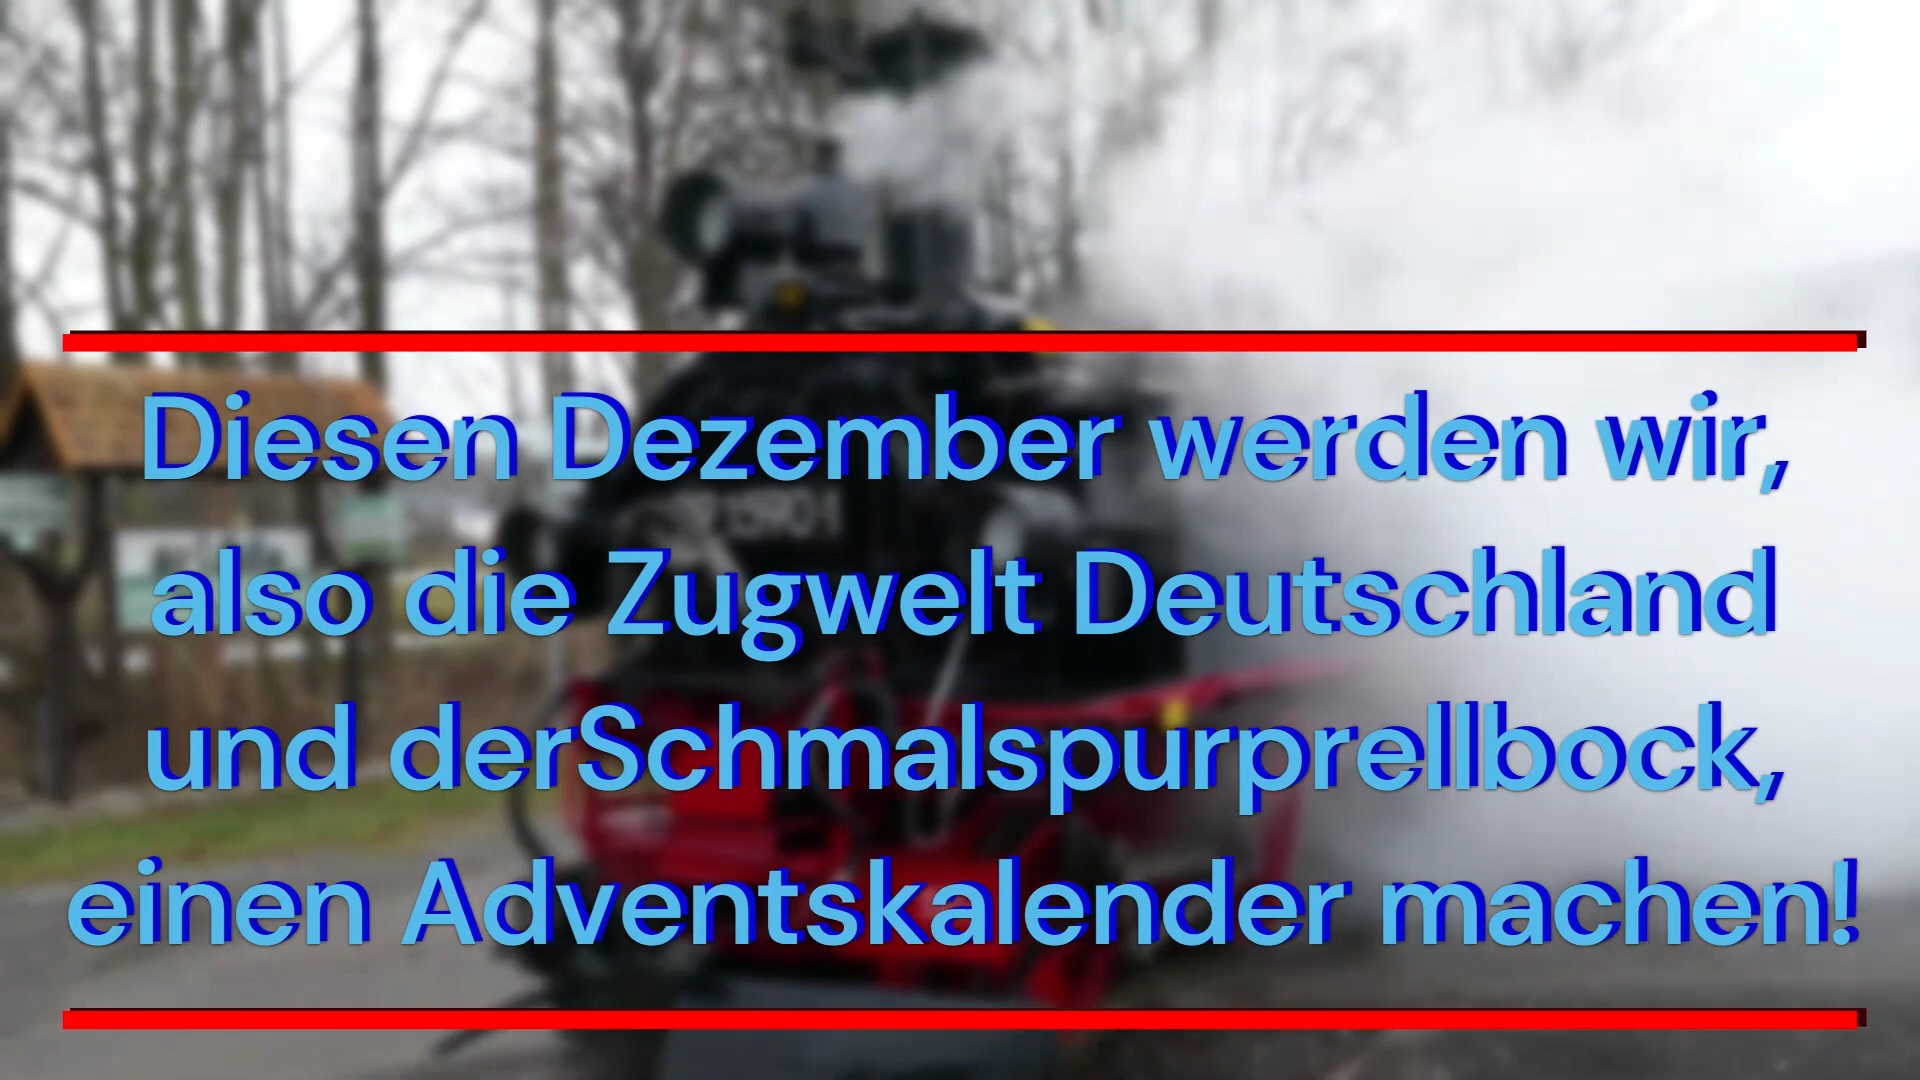 Diesen Dezember werden wir,
also die Zugwelt Deutschland
und derSchmalspurprellbock,
einen Adventskalender machen!